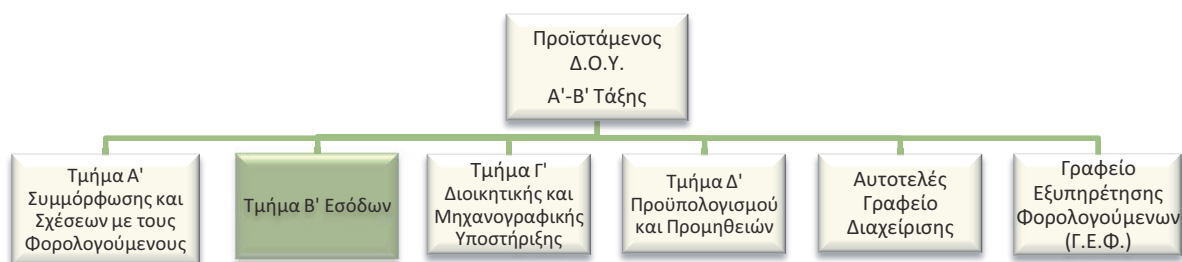 Προϊστάμενος
Δ.Ο.Υ.
Α'-Β' Τάξης
Τμήμα Α'
Συμμόρφωσης και
Σχέσεων με τους
Φορολογούμενους
Τμήμα Β' Εσόδων
Τμήμα Γ'
Διοικητικής και
Μηχανογραφικής
Υποστήριξης
Τμήμα Δ'
Προϋπολογισμού
και Προμηθειών
Αυτοτελές
Γραφείο
Διαχείρισης
Γραφείο
Εξυπηρέτησης
Φορολογούμενων
(Γ.Ε.Φ.)